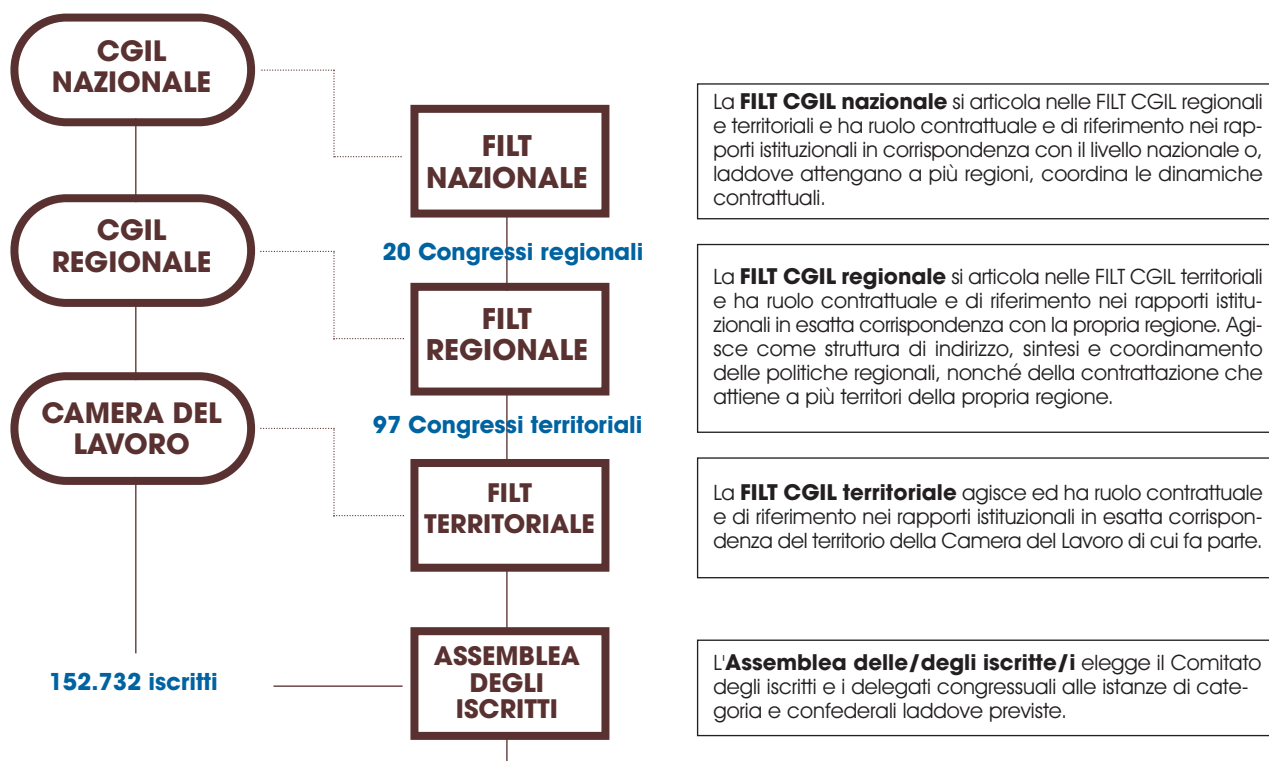 CGIL
NAZIONALE
FILT
NAZIONALE
La FILT CGIL nazionale si articola nelle FILT CGIL regionali
e territoriali e ha ruolo contrattuale e di riferimento nei rap-
porti istituzionali in corrispondenza con il livello nazionale o,
laddove attengano a più regioni, coordina le dinamiche
contrattuali.
CGIL
REGIONALE
20 Congressi regionali
FILT
REGIONALE
La FILT CGIL regionale si articola nelle FILT CGIL territoriali
e ha ruolo contrattuale e di riferimento nei rapporti istitu-
zionali in esatta corrispondenza con la propria regione. Agi-
sce come struttura di indirizzo, sintesi e coordinamento
delle politiche regionali, nonché della contrattazione che
attiene a più territori della propria regione.
CAMERA DEL
LAVORO
97 Congressi territoriali
FILT
TERRITORIALE
La FILT CGIL territoriale agisce ed ha ruolo contrattuale
e di riferimento nei rapporti istituzionali in esatta corrispon-
denza del territorio della Camera del Lavoro di cui fa parte.
152.732 iscritti
ASSEMBLEA
DEGLI
ISCRITTI
L'Assemblea delle/degli iscritte/i elegge il Comitato
degli iscritti e i delegati congressuali alle istanze di cate-
goria e confederali laddove previste.